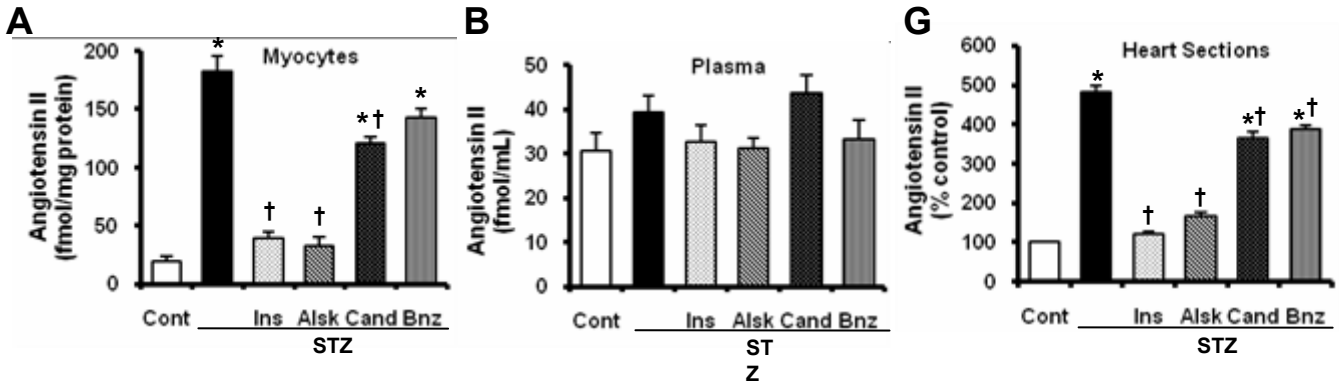 A
Myocytes
Angiotensin II
(fmol/mg protein)
200
150
100
50
0
*
†
†
*†
*
Cont Ins Alsk Cand Bnz
STZ
B
Plasma
Angiotensin II
(fmol/mL)
50
40
30
20
10
0
Cont Ins Alsk Cand Bnz
ST
Z
G
Heart Sections
Angiotensin II
(% control)
600
500
400
300
200
100
0
*
†
†
*†
*†
Cont Ins Alsk Cand Bnz
STZ